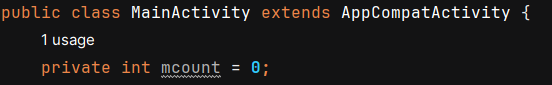 public class MainActivity extends AppCompatActivity {
1 usage
private int mcount = 0;